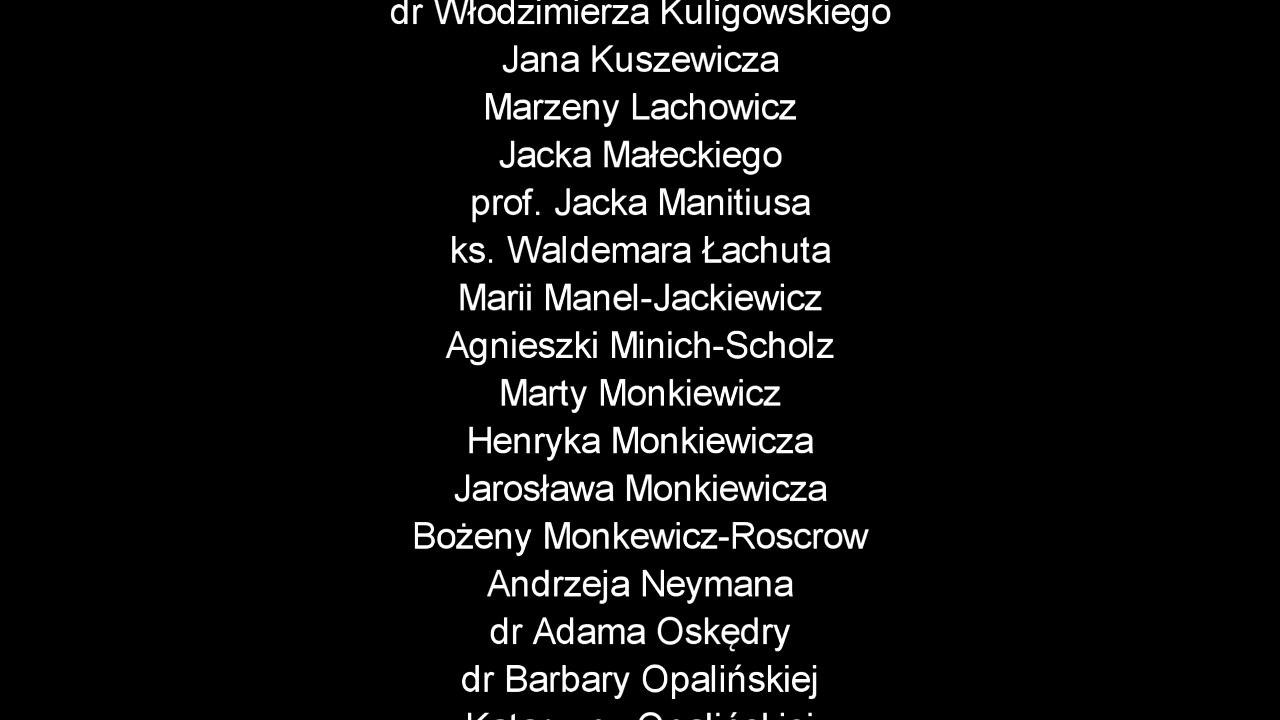 dr Włodzimierza Kuligowskiego
Jana Kuszewicza
Marzeny Lachowicz
Jacka Małeckiego
prof. Jacka Manitiusa
ks. Waldemara Łachuta
Marii Manel-Jackiewicz
Agnieszki Minich-Scholz
Marty Monkiewicz
Henryka Monkiewicza
Jarosława Monkiewicza
Bożeny Monkewicz-Roscrow
Andrzeja Neymana
dr Adama Oskędry
dr Barbary Opalińskiej